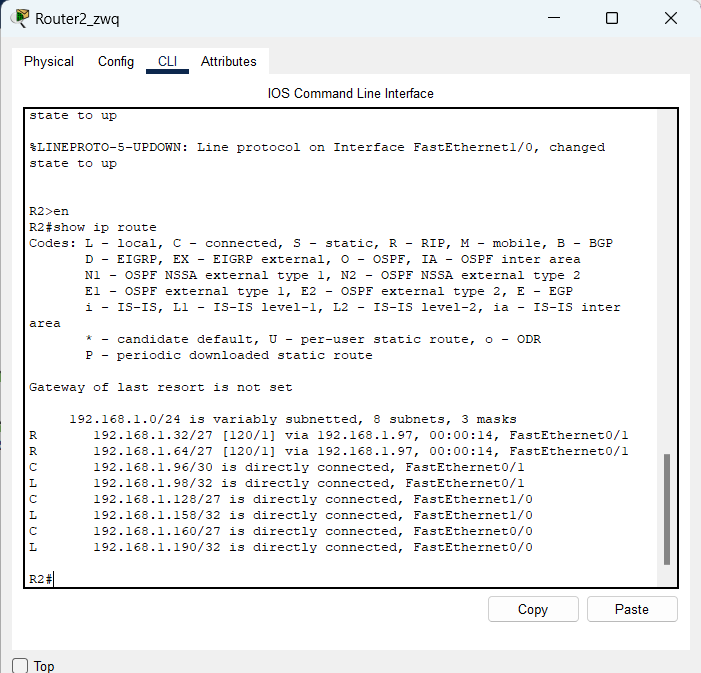 Router2_zwq
Physical Config CLI Attributes
IOS Command Line Interface
state to up
%LINEPROTO-5-UPDOWN: Line protocol on Interface FastEthernet1/0, changed
state to up
R2>en
R2#show ip route
Codes: L - local, C - connected, S - static, R - RIP, M - mobile, B - BGP
D - EIGRP, EX - EIGRP external, O - OSPF, IA - OSPF inter area
N1 - OSPF NSSA external type 1, N2 - OSPF NSSA external type 2
E1 - OSPF external type 1, E2 - OSPF external type 2, E - EGP
i - IS-IS, L1 - IS-IS level-1, L2 - IS-IS level-2, ia - IS-IS inter
area
* - candidate default, U - per-user static route, o - ODR
P - periodic downloaded static route
Gateway of last resort is not set
192.168.1.0/24 is variably subnetted, 8 subnets, 3 masks
R 192.168.1.32/27 [120/1] via 192.168.1.97, 00:00:14, FastEthernet0/1
R 192.168.1.64/27 [120/1] via 192.168.1.97, 00:00:14, FastEthernet0/1
C 192.168.1.96/30 is directly connected, FastEthernet0/1
L 192.168.1.98/32 is directly connected, FastEthernet0/1
C 192.168.1.128/27 is directly connected, FastEthernet1/0
L 192.168.1.158/32 is directly connected, FastEthernet1/0
C 192.168.1.160/27 is directly connected, FastEthernet0/0
L 192.168.1.190/32 is directly connected, FastEthernet0/0
R2#
Copy Paste
Top